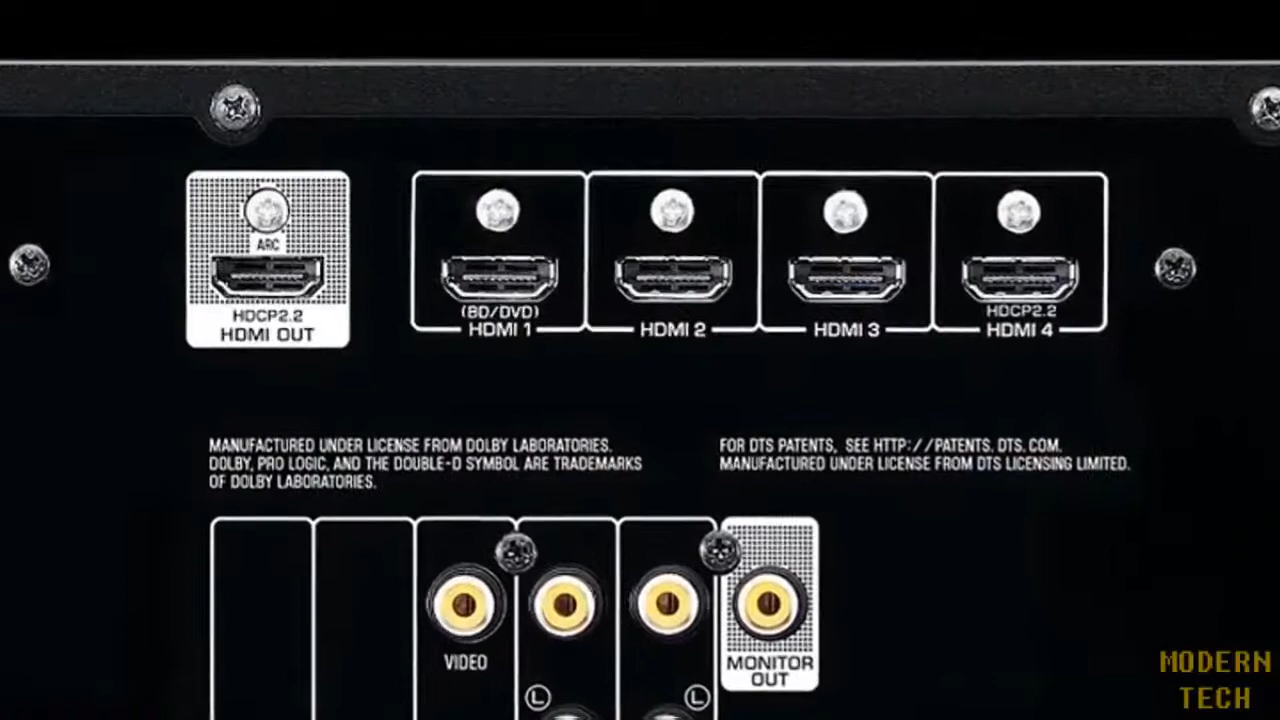 ARC
HDCP2.2
HDMI OUT
(BD/DVD)
HDMI 1
HDMI 2
HDMI 3
HDCP2.2
HDMI 4
MANUFACTURED UNDER LICENSE FROM DOLBY LABORATORIES.
DOLBY, PRO LOGIC, AND THE DOUBLE-D SYMBOL ARE TRADEMARKS
OF DOLBY LABORATORIES.
FOR DTS PATENTS, SEE HTTP://PATENTS.DTS.COM.
MANUFACTURED UNDER LICENSE FROM DTS LICENSING LIMITED.
VIDEO
MONITOR
OUT
L
L
MODERN
TECH